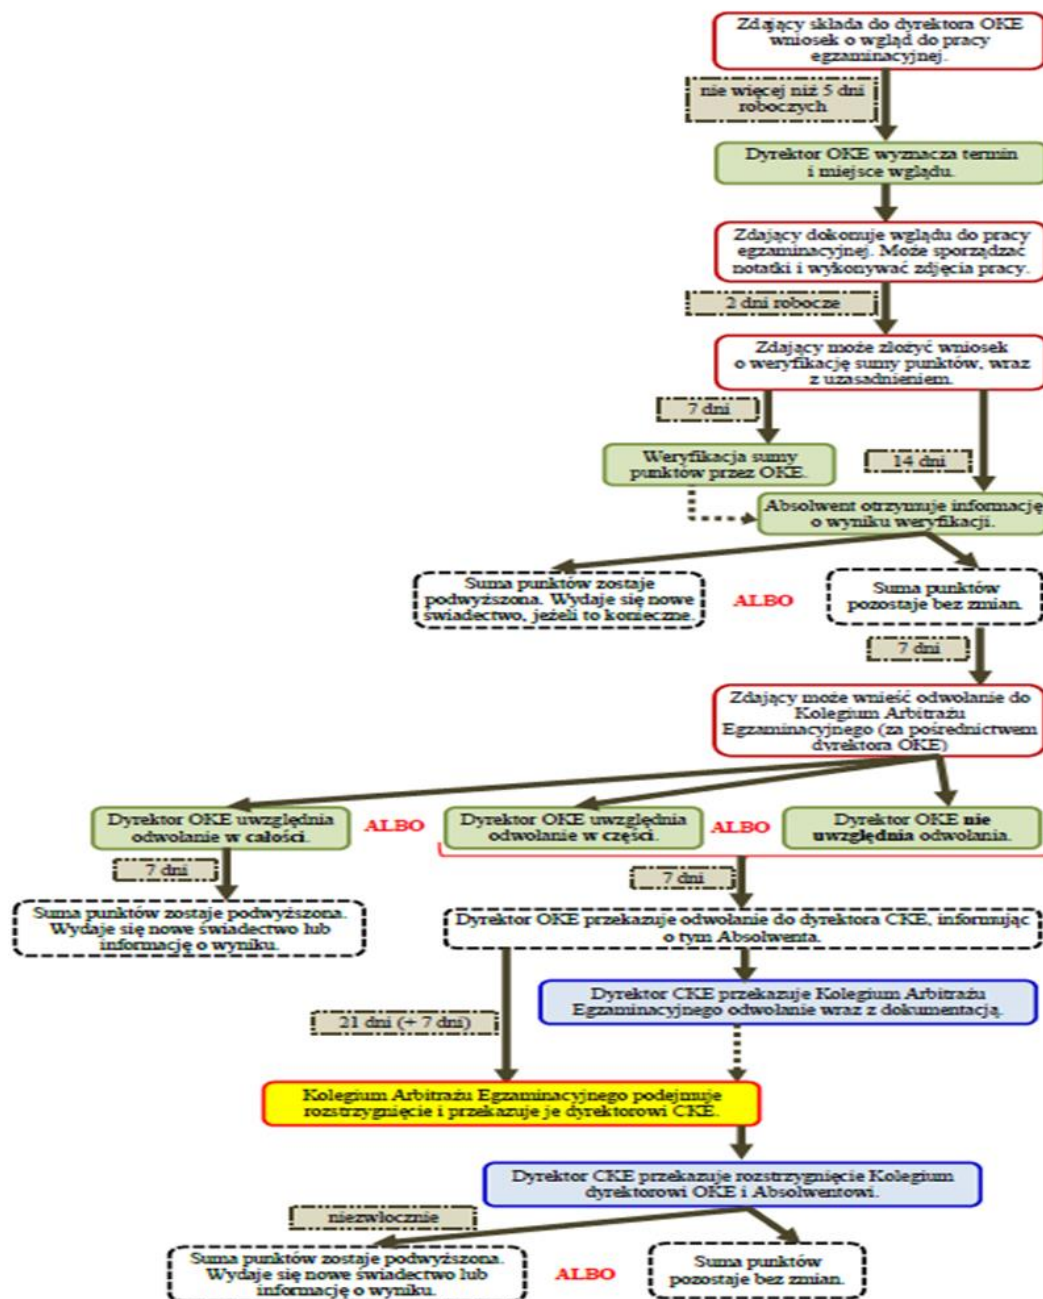 Zdający składa do dyrektora OKE
wniosek o wgląd do pracy
egzaminacyjnej.
nie więcej niż 5 dni
roboczych
Dyrektor OKE wyznacza termin
i miejsce wglądu.
Zdający dokonuje wglądu do pracy
egzaminacyjnej. Może sporządzać
notatki i wykonywać zdjęcia pracy.
2 dni robocze
Zdający może złożyć wniosek
o weryfikację sumy punktów, wraz
z uzasadnieniem.
7 dni
Weryfikacja sumy
punktów przez OKE.
14 dni
Absolwent otrzymuje informację
o wyniku weryfikacji.
Suma punktów zostaje
podwyższona. Wydaje się nowe
świadectwo, jeżeli to konieczne.
ALBO
Suma punktów
pozostaje bez zmian.
7 dni
Zdający może wnieść odwołanie do
Kolegium Arbitrażu
Egzaminacyjnego (za pośrednictwem
dyrektora OKE)
Dyrektor OKE uwzględnia
odwołanie w całości.
ALBO
Dyrektor OKE uwzględnia
odwołanie w części.
ALBO
Dyrektor OKE nie
uwzględnia odwołania.
7 dni
7 dni
Suma punktów zostaje podwyższona.
Wydaje się nowe świadectwo lub
informację o wyniku.
Dyrektor OKE przekazuje odwołanie do dyrektora CKE, informując
o tym Absolwenta.
Dyrektor CKE przekazuje Kolegium Arbitrażu
Egzaminacyjnego odwołanie wraz z dokumentacją.
21 dni (+ 7 dni)
Kolegium Arbitrażu Egzaminacyjnego podejmuje
rozstrzygnięcie i przekazuje je dyrektorowi CKE.
Dyrektor CKE przekazuje rozstrzygnięcie Kolegium
dyrektorowi OKE i Absolwentowi.
niezwłocznie
Suma punktów zostaje podwyższona.
Wydaje się nowe świadectwo lub
informację o wyniku.
ALBO
Suma punktów
pozostaje bez zmian.